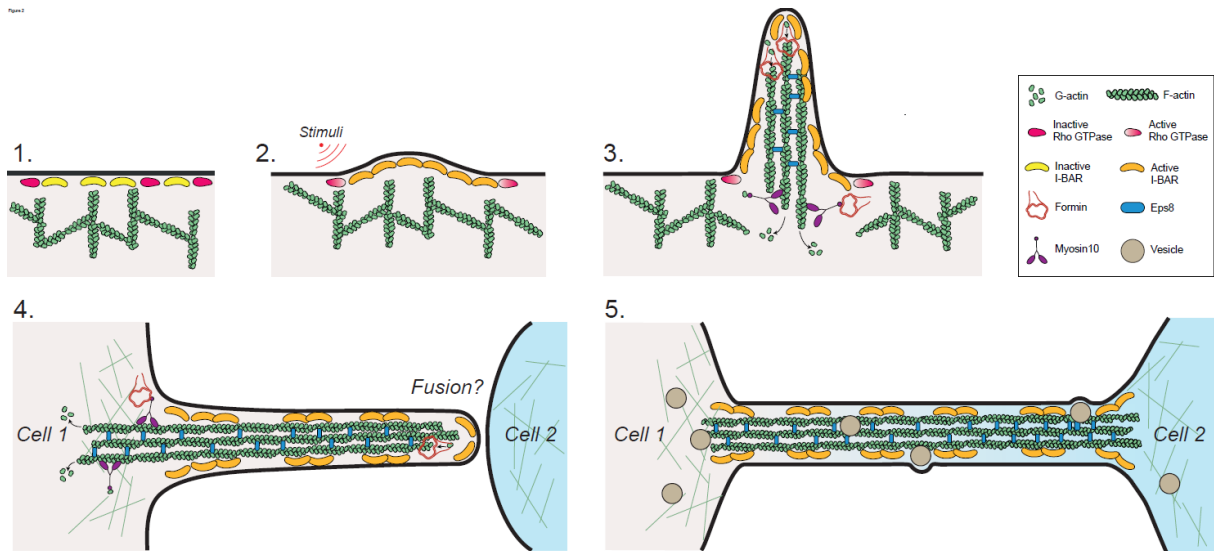 Figure 2
1.
2.
Stimuli
3.
G-actin
F-actin
Inactive
Rho GTPase
Active
Rho GTPase
Inactive
I-BAR
Active
I-BAR
Formin
Eps8
Myosin10
Vesicle
4.
Cell 1
Fusion?
Cell 2
5.
Cell 1
Cell 2